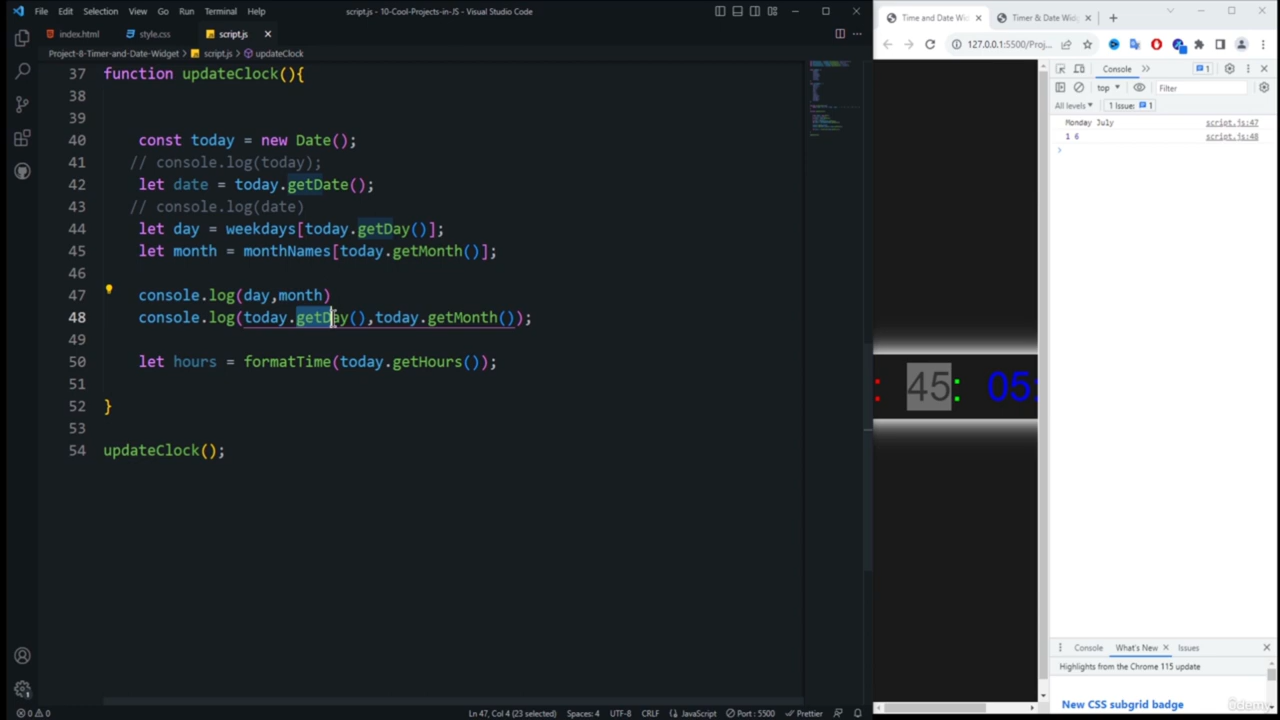 File Edit Selection View Go Run Terminal Help
script.js - 10-Cool-Projects-in-JS - Visual Studio Code
index.html style.css script.js
Project-8-Timer-and-Date-Widget > script.js > updateClock
37 function updateClock(){
38
39
40 const today = new Date();
41 // console.log(today);
42 let date = today.getDate();
43 // console.log(date)
44 let day = weekdays[today.getDay()];
45 let month = monthNames[today.getMonth()];
46
47 console.log(day,month)
48 console.log(today.getDay(),today.getMonth());
49
50 let hours = formatTime(today.getHours());
51
52 }
53
54 updateClock();
0 0
Ln 47, Col 4 (23 selected) Spaces: 4 UTF-8 CRLF JavaScript Port : 5500 Prettier
Time and Date Wi Timer & Date Widg
127.0.0.1:5500/Proj...
: 45: 05:
Console
1
top Filter
All levels 1 Issue: 1
Monday July script.js:47
1 6 script.js:48
Console What's New Issues
Highlights from the Chrome 115 update
New CSS subgrid badge
ûdemy